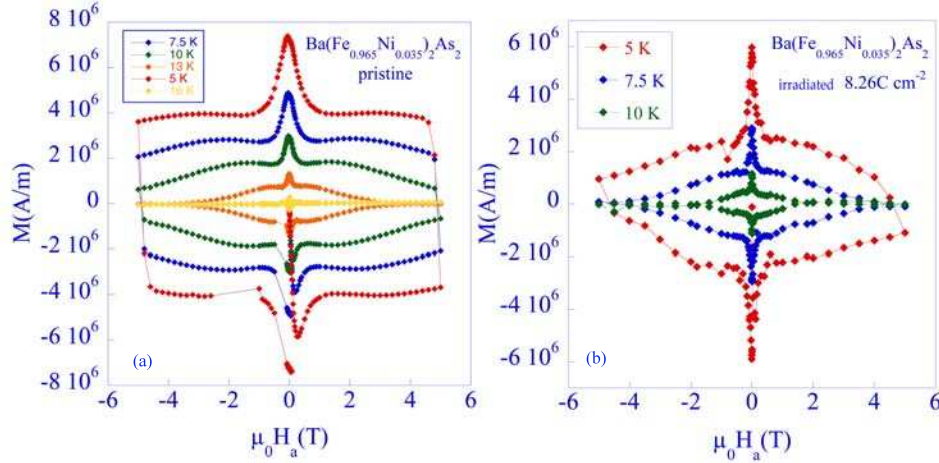 8 10^6
6 10^6
4 10^6
2 10^6
0
-2 10^6
-4 10^6
-6 10^6
-8 10^6
M(A/m)
7.5 K
10 K
13 K
5 K
16 K
Ba(Fe0.965Ni0.035)2As2
pristine
(a)
-6 -4 -2 0 2 4 6
μ0Ha(T)
6 10^6
4 10^6
2 10^6
0
-2 10^6
-4 10^6
-6 10^6
M(A/m)
5 K
7.5 K
10 K
Ba(Fe0.965Ni0.035)2As2
irradiated 8.26C cm^-2
(b)
-6 -4 -2 0 2 4 6
μ0Ha(T)